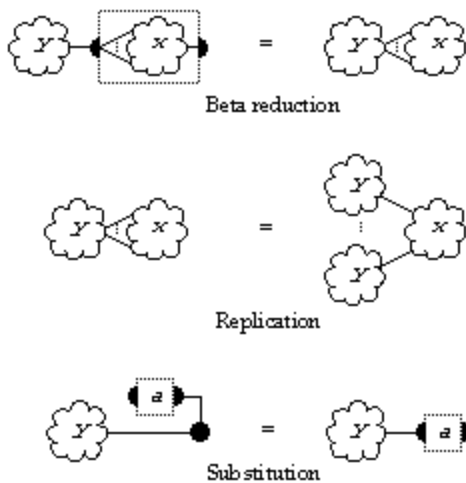 y x = y x
Beta reduction
y
y x = x
y
Replication
a
y = y a
Substitution